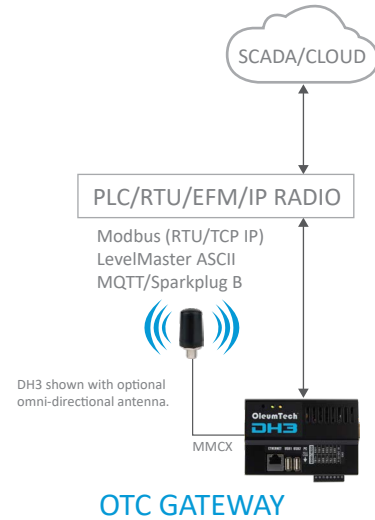 SCADA/CLOUD
PLC/RTU/EFM/IP RADIO
Modbus (RTU/TCP IP)
LevelMaster ASCII
MQTT/Sparkplug B
DH3 shown with optional
omni-directional antenna.
MMCX
OleumTech
DH3
ETHERNET
OTC GATEWAY